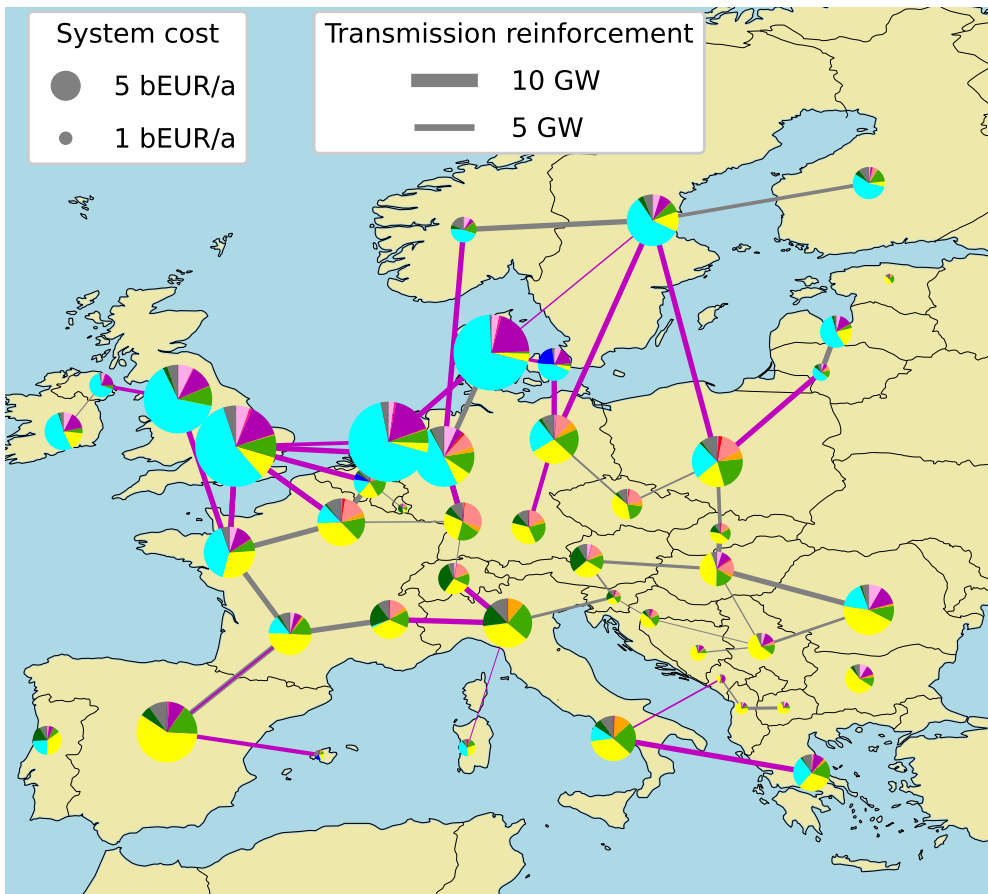 System cost
5 bEUR/a
1 bEUR/a
Transmission reinforcement
10 GW
5 GW